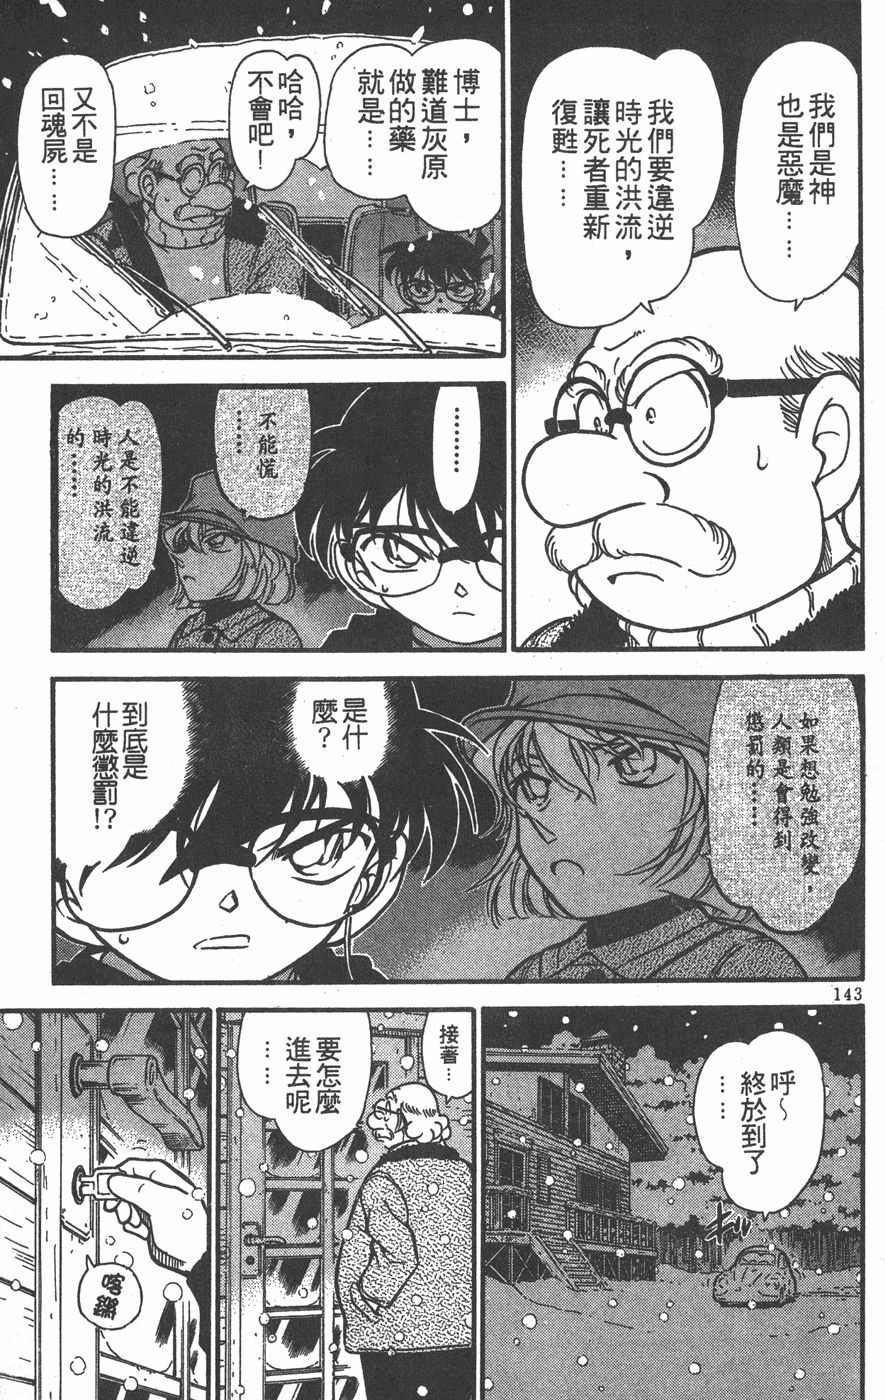 我們是神
也是惡魔……
我們要違逆
時光的洪流，
讓死者重新
復甦……
博士，
難道灰原
做的藥
就是……
哈哈，
不會吧！
又不是
回魂屍……
………
不能慌
……
人是不能違逆
時光的洪流
的……
如果想勉強改變，
人類是會得到
懲罰的……
是什
麼？
到底是
什麼懲罰!?
143
呼～
終於到了
……
キル
接著…
要怎麼
進去呢
……
喀鏘